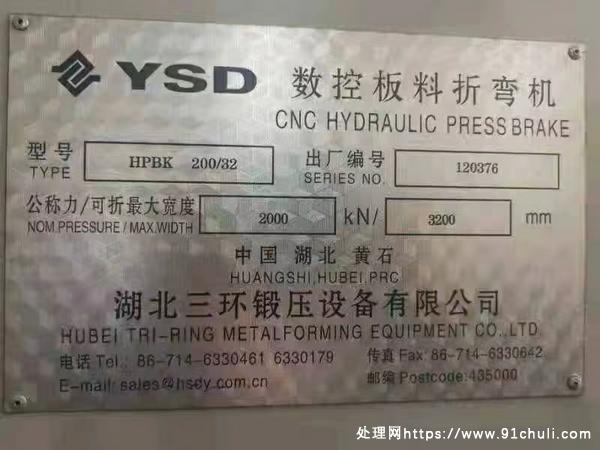 YSD 数控板料折弯机
CNC HYDRAULIC PRESS BRAKE
型号 HPBK 200/32 出厂编号 120376
TYPE SERIES NO.
公称力/可折最大宽度 2000 kN/ 3200 mm
NOM.PRESSURE / MAX.WIDTH
中国 湖北 黄石
HUANGSHI,HUBEI,PRC
湖北三环锻压设备有限公司
HUBEI TRI-RING METALFORMING EQUIPMENT CO.,LTD
电话 Tel.: 86-714-6330461 6330179 传真 Fax: 86-714-6330642
E-mail: sales@hsdy.com.cn 邮编 Postcode:435000
处理网https://www.91chuli.com/